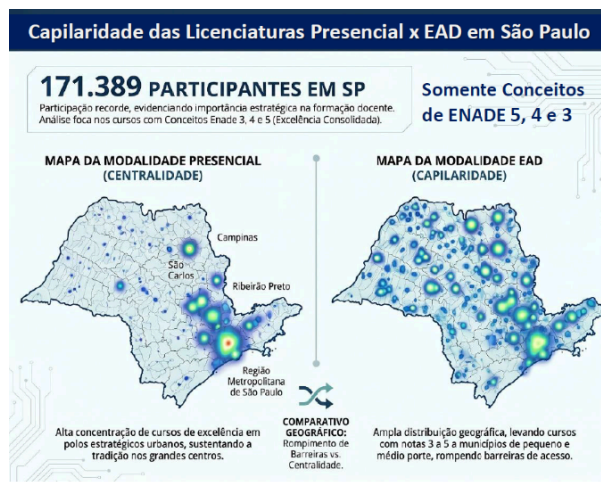 Capilaridade das Licenciaturas Presencial x EAD em São Paulo
171.389 PARTICIPANTES EM SP
Participação recorde, evidenciando importância estratégica na formação docente.
Análise foca nos cursos com Conceitos Enade 3, 4 e 5 (Excelência Consolidada).
Somente Conceitos
de ENADE 5, 4 e 3
MAPA DA MODALIDADE PRESENCIAL
(CENTRALIDADE)
Campinas
São
Carlos
Ribeirão Preto
Região
Metropolitana
de São Paulo
Alta concentração de cursos de excelência em
polos estratégicos urbanos, sustentando a
tradição nos grandes centros.
COMPARATIVO
GEOGRÁFICO:
Rompimento de
Barreiras vs.
Centralidade.
MAPA DA MODALIDADE EAD
(CAPILARIDADE)
Ampla distribuição geográfica, levando cursos
com notas 3 a 5 a municípios de pequeno e
médio porte, rompendo barreiras de acesso.